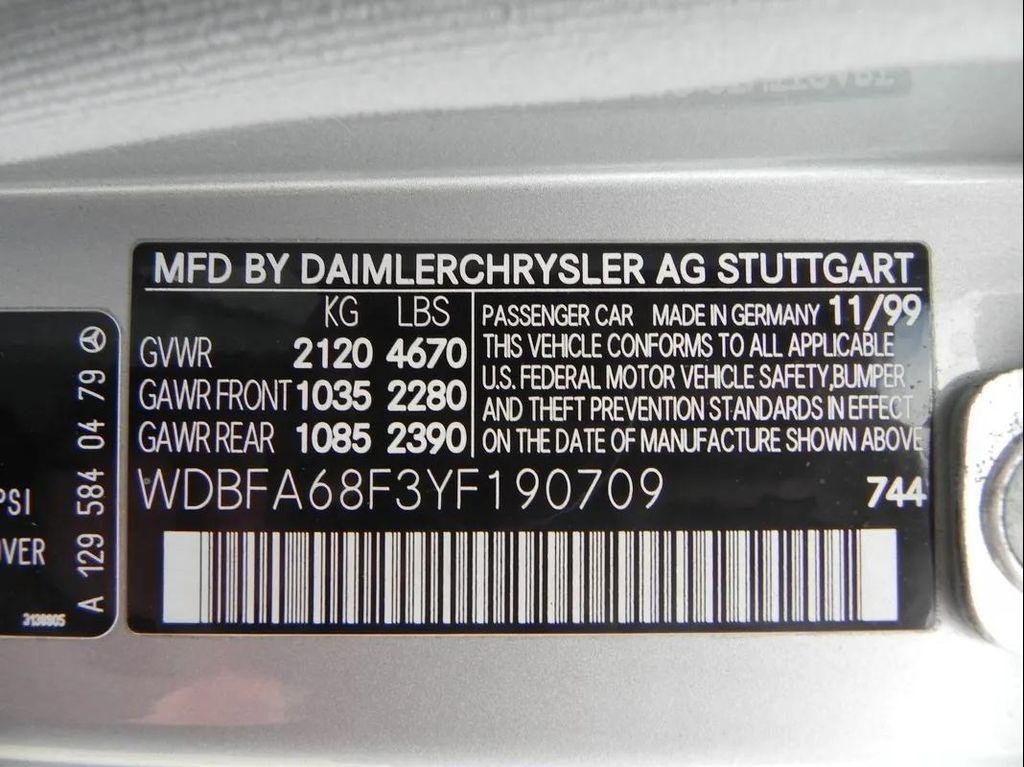 MFD BY DAIMLERCHRYSLER AG STUTTGART
KG LBS
GVWR 2120 4670
GAWR FRONT 1035 2280
GAWR REAR 1085 2390
PASSENGER CAR MADE IN GERMANY 11/99
THIS VEHICLE CONFORMS TO ALL APPLICABLE
U.S. FEDERAL MOTOR VEHICLE SAFETY,BUMPER
AND THEFT PREVENTION STANDARDS IN EFFECT
ON THE DATE OF MANUFACTURE SHOWN ABOVE
WDBFA68F3YF190709 744
PSI
OVER
A 129 584 04 79